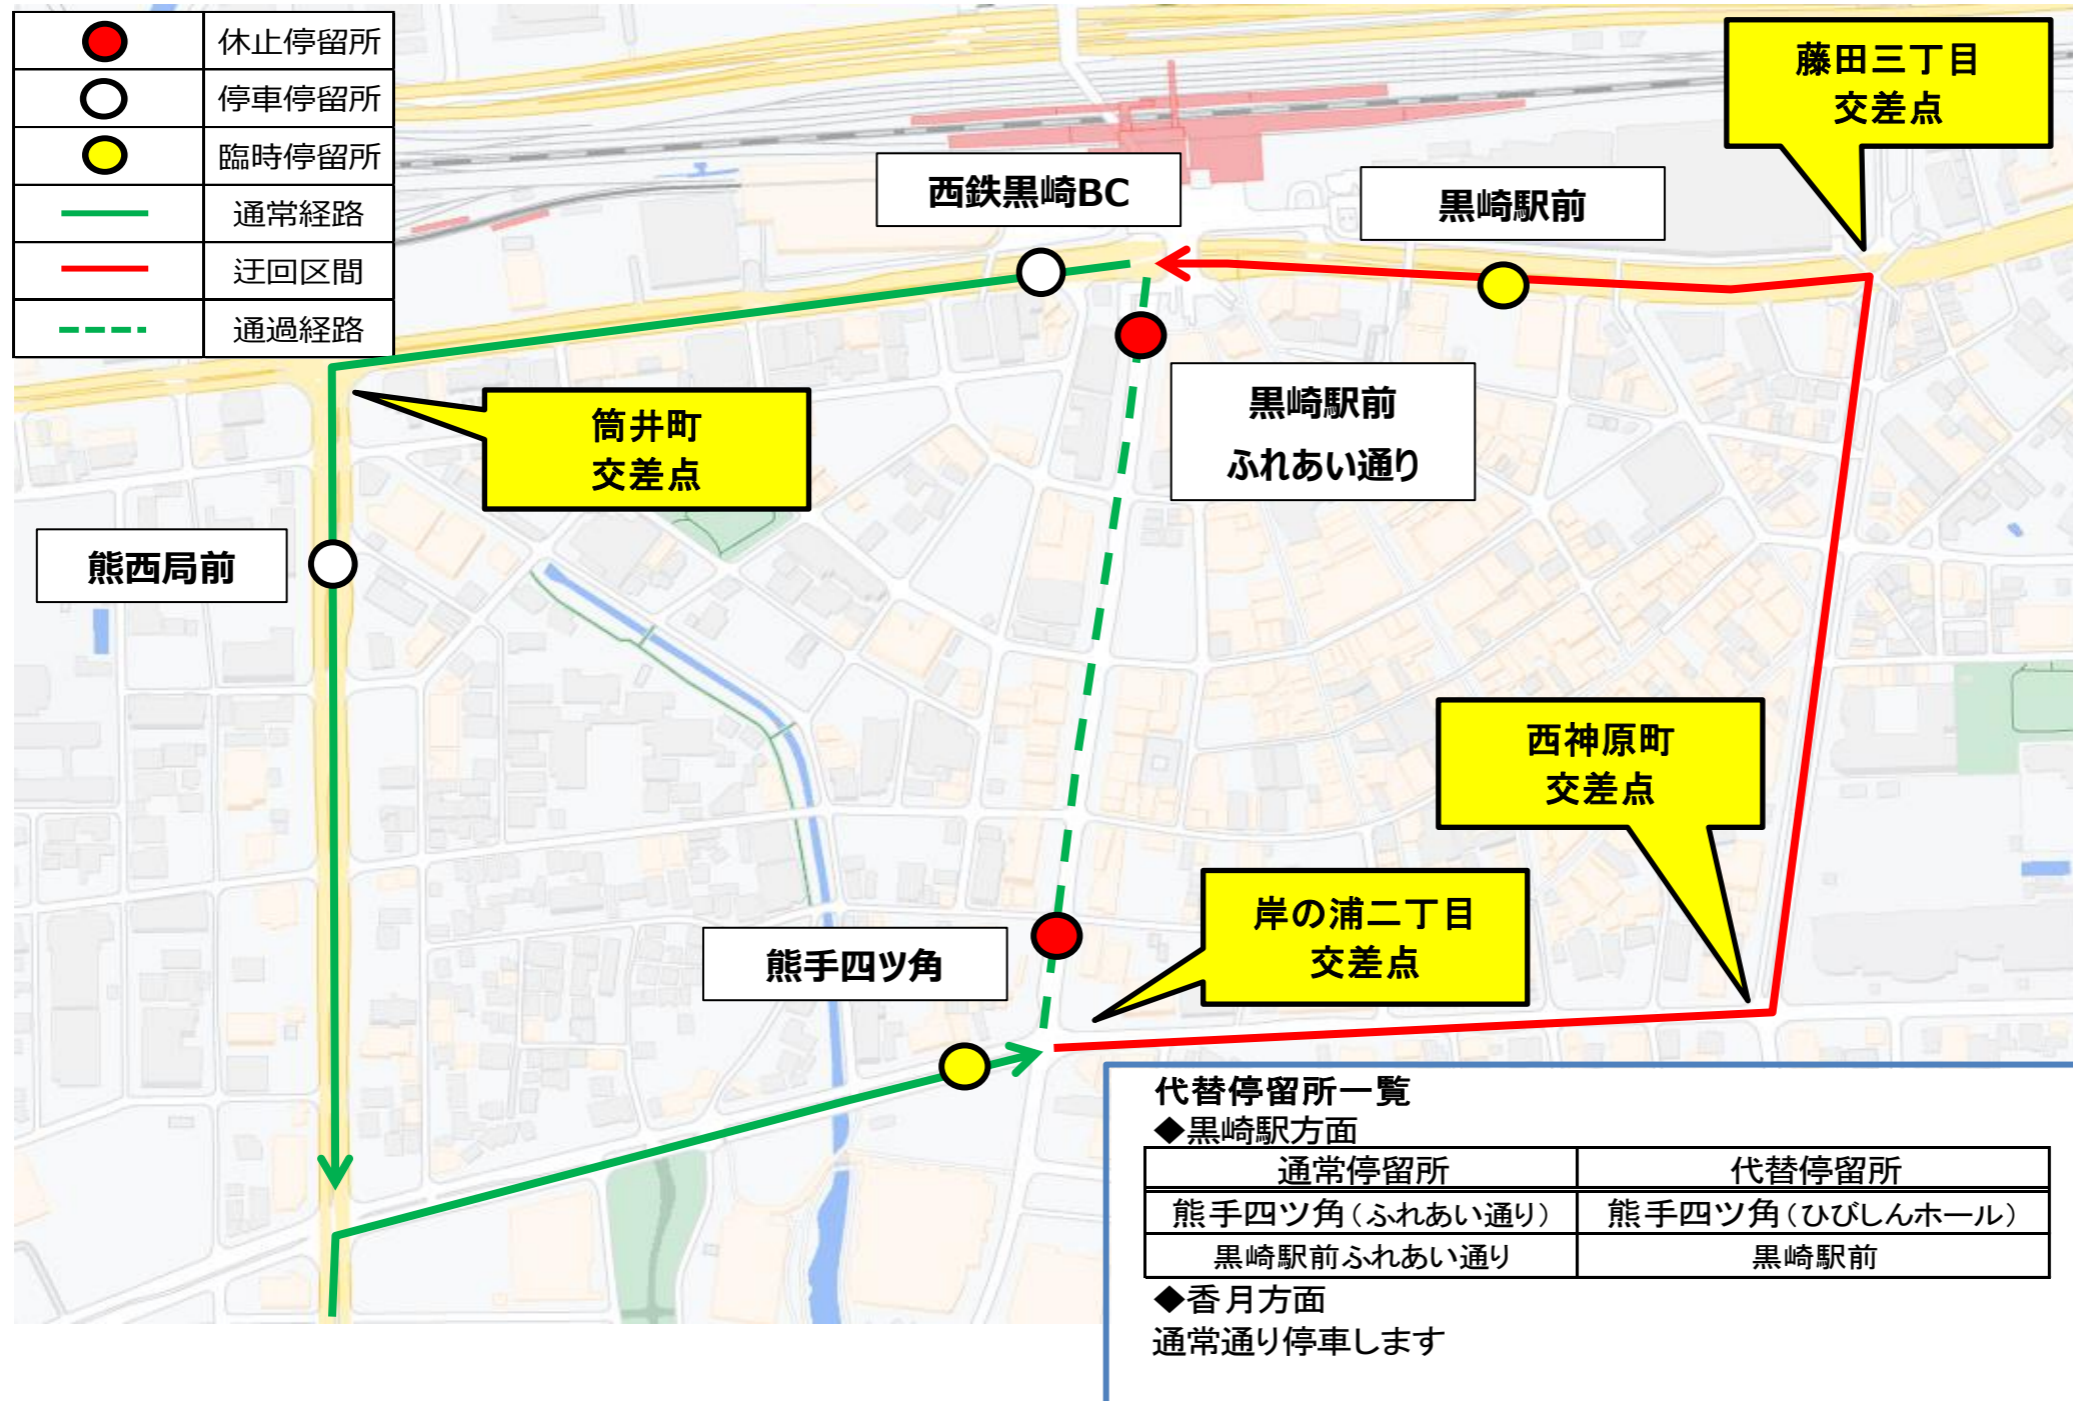 休止停留所
停車停留所
臨時停留所
通常経路
迂回区間
通過経路
藤田三丁目
交差点
西鉄黒崎BC
黒崎駅前
黒崎駅前
ふれあい通り
筒井町
交差点
熊西局前
西神原町
交差点
岸の浦二丁目
交差点
熊手四ツ角
代替停留所一覧
◆黒崎駅方面
通常停留所 代替停留所
熊手四ツ角(ふれあい通り) 熊手四ツ角(ひびしんホール)
黒崎駅前ふれあい通り 黒崎駅前
◆香月方面
通常通り停車します